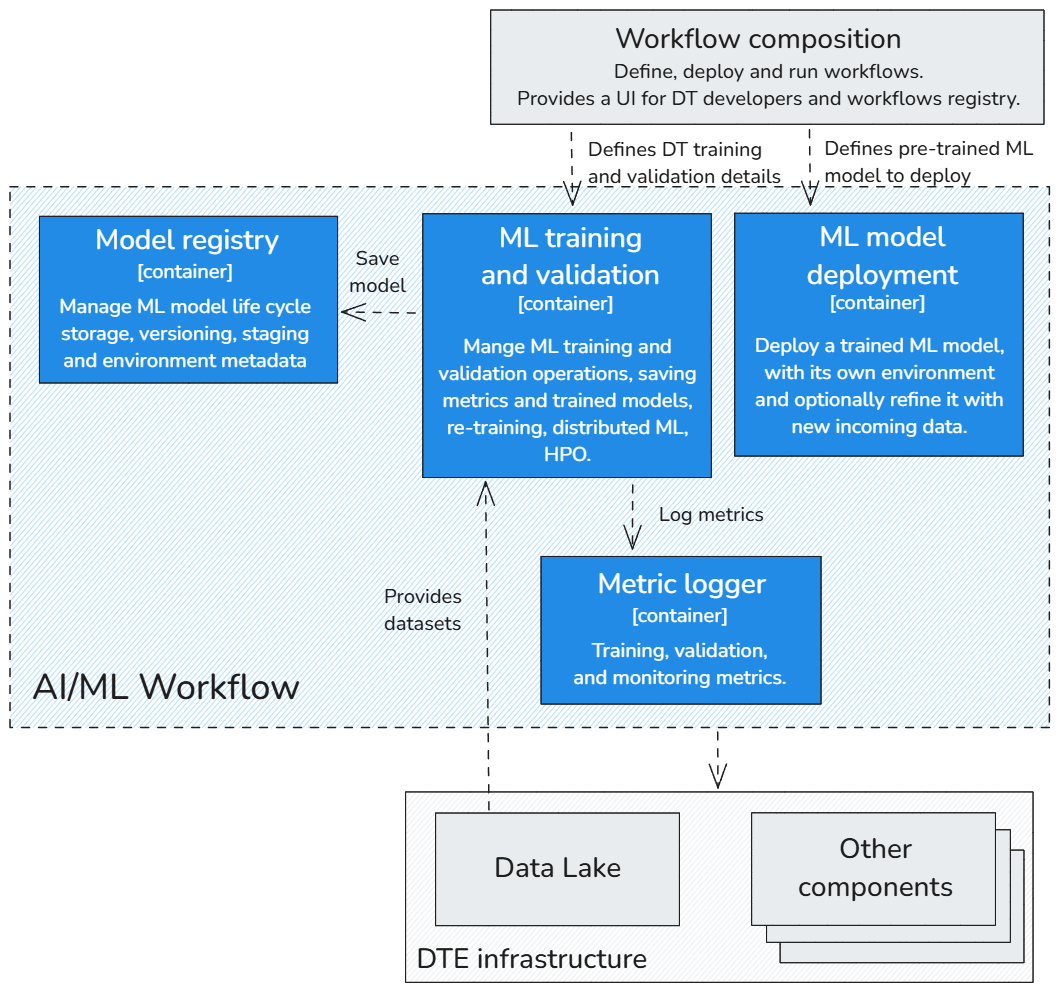 Workflow composition
Define, deploy and run workflows.
Provides a UI for DT developers and workflows registry.
Defines DT training
and validation details
Defines pre-trained ML
model to deploy
Model registry
[container]
Manage ML model life cycle
storage, versioning, staging
and environment metadata
Save
model
ML training
and validation
[container]
Mange ML training and
validation operations, saving
metrics and trained models,
re-training, distributed ML,
HPO.
ML model
deployment
[container]
Deploy a trained ML model,
with its own environment
and optionally refine it with
new incoming data.
Log metrics
Provides
datasets
Metric logger
[container]
Training, validation,
and monitoring metrics.
AI/ML Workflow
Data Lake
Other
components
DTE infrastructure